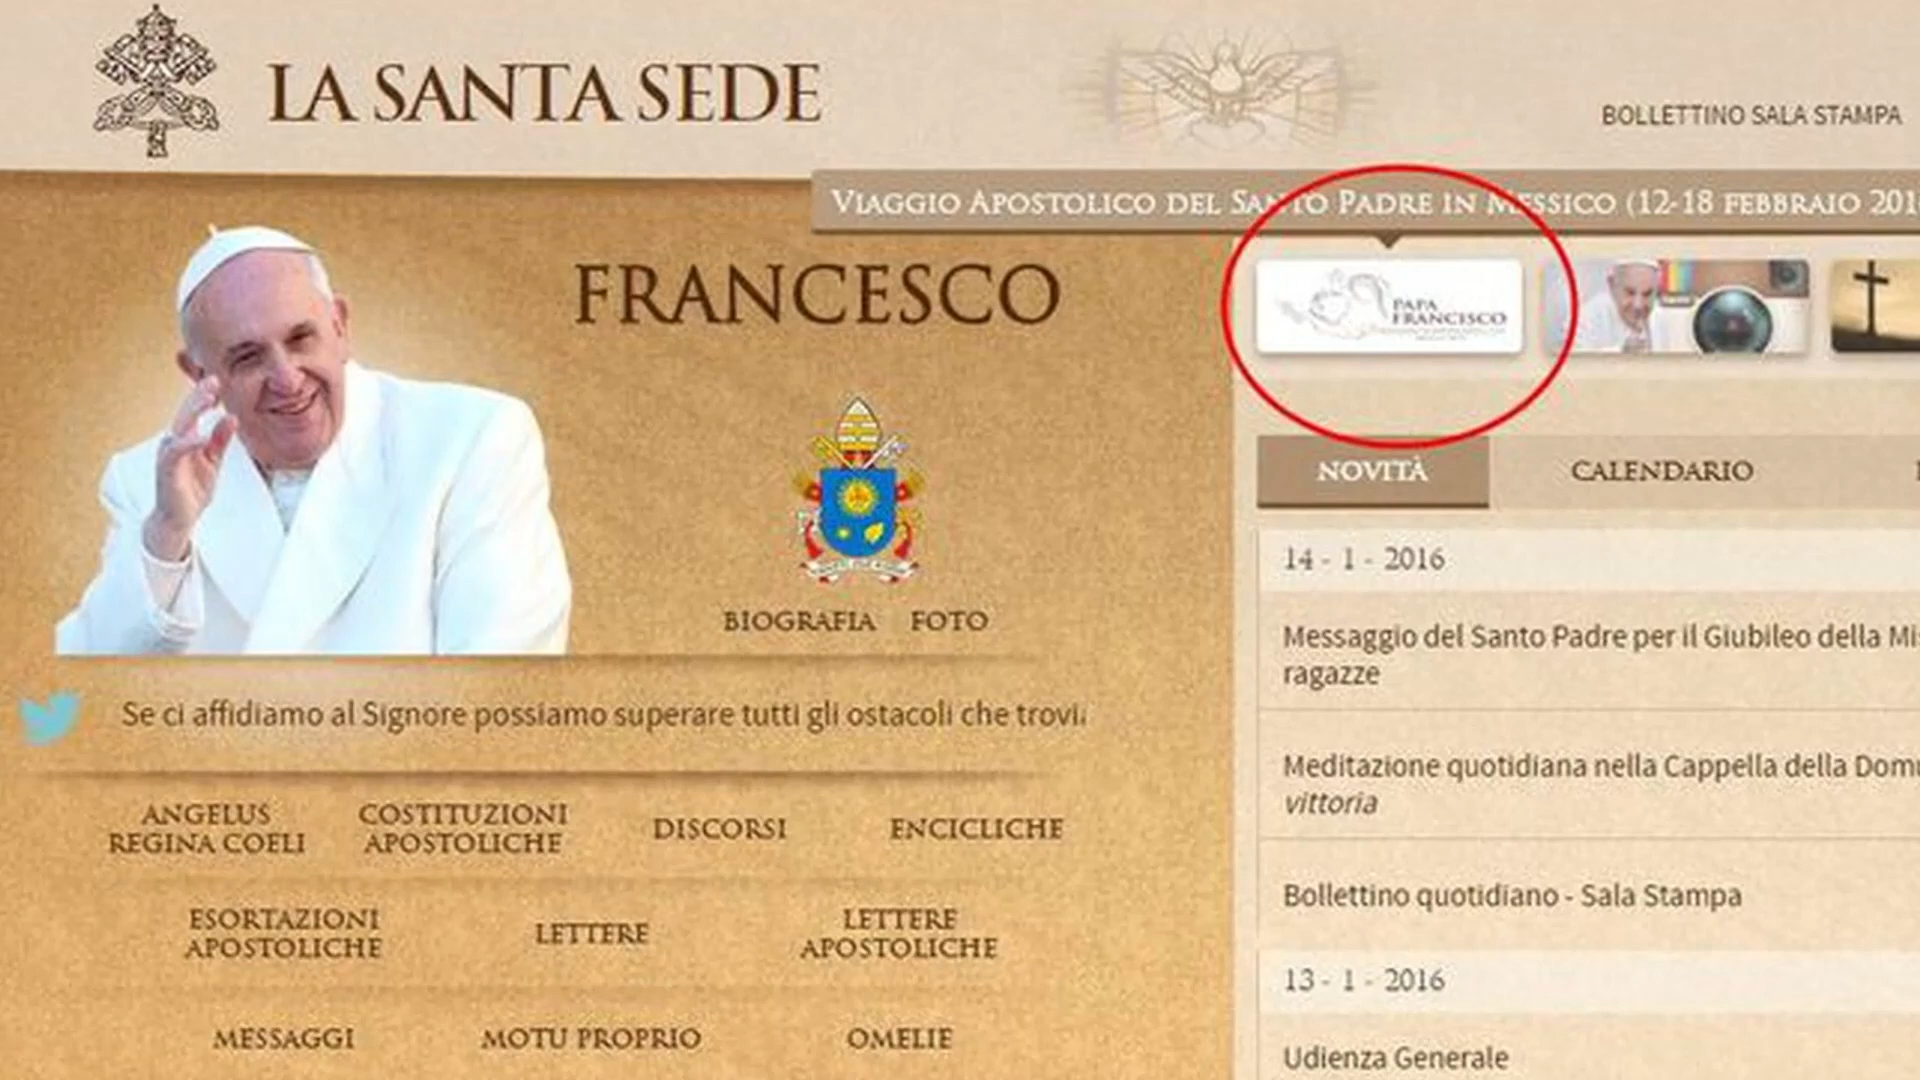 LA SANTA SEDE
BOLLETTINO SALA STAMPA
VIAGGIO APOSTOLICO DEL SANTO PADRE IN MESSICO (12-18 FEBBRAIO 201
FRANCESCO
PAPA
FRANCISCO
BIOGRAFIA FOTO
Se ci affidiamo al Signore possiamo superare tutti gli ostacoli che trovi
ANGELUS
REGINA COELI
COSTITUZIONI
APOSTOLICHE
DISCORSI
ENCICLICHE
ESORTAZIONI
APOSTOLICHE
LETTERE
LETTERE
APOSTOLICHE
MESSAGGI
MOTU PROPRIO
OMELIE
NOVITÀ
CALENDARIO
14 - 1 - 2016
Messaggio del Santo Padre per il Giubileo della Mi
ragazze
Meditazione quotidiana nella Cappella della Dom
vittoria
Bollettino quotidiano - Sala Stampa
13 - 1 - 2016
Udienza Generale